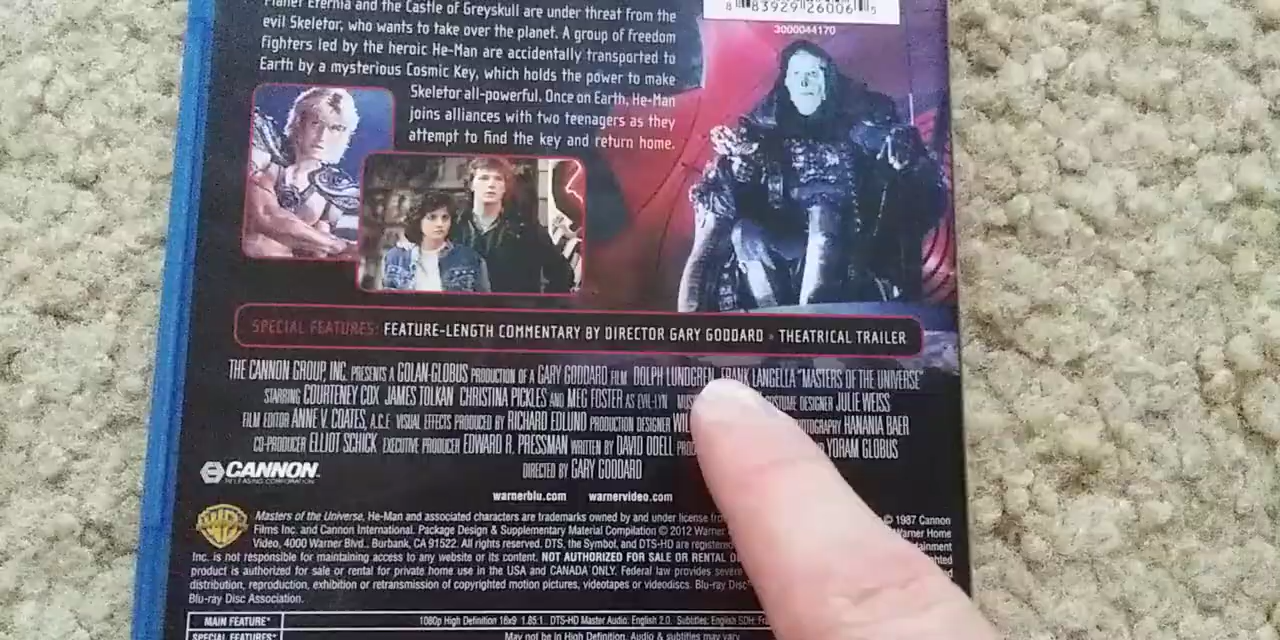 Planet Eternia and the Castle of Greyskull are under threat from the
evil Skeletor, who wants to take over the planet. A group of freedom
fighters led by the heroic He-Man are accidentally transported to
Earth by a mysterious Cosmic Key, which holds the power to make
Skeletor all-powerful. Once on Earth, He-Man
joins alliances with two teenagers as they
attempt to find the key and return home.
8 83929 26006 5
3000044170
SPECIAL FEATURES: FEATURE-LENGTH COMMENTARY BY DIRECTOR GARY GODDARD • THEATRICAL TRAILER
THE CANNON GROUP, INC. PRESENTS A GOLAN-GLOBUS PRODUCTION OF A GARY GODDARD FILM DOLPH LUNDGREN FRANK LANGELLA "MASTERS OF THE UNIVERSE"
STARRING COURTENEY COX JAMES TOLKAN CHRISTINA PICKLES AND MEG FOSTER AS EVIL-LYN COSTUME DESIGNER JULIE WEISS
FILM EDITOR ANNE V. COATES, A.C.E. VISUAL EFFECTS PRODUCED BY RICHARD EDLUND PRODUCTION DESIGNER HANANIA BAER
CO-PRODUCER ELLIOT SCHICK EXECUTIVE PRODUCER EDWARD R. PRESSMAN WRITTEN BY DAVID ODELL YORAM GLOBUS
DIRECTED BY GARY GODDARD
CANNON
RELEASING CORPORATION
warnerblu.com warnervideo.com
Masters of the Universe, He-Man and associated characters are trademarks owned by and under license © 1987 Cannon
Films Inc. and Cannon International. Package Design & Supplementary Material Compilation © 2012 Warner Warner Home
Video, 4000 Warner Blvd., Burbank, CA 91522. All rights reserved. DTS, the Symbol, and DTS-HD are
Inc. is not responsible for maintaining access to any website or its content. NOT AUTHORIZED FOR SALE OR RENTAL
product is authorized for sale or rental for private home use in the USA and CANADA ONLY. Federal law provides
distribution, reproduction, exhibition or retransmission of copyrighted motion pictures, videotapes or videodiscs. Blu-ray Disc
Blu-ray Disc Association.
MAIN FEATURE* 1080p High Definition 16x9 1.85:1 DTS-HD Master Audio: English 2.0. Subtitles: English SDH,
SPECIAL FEATURES* May not be in High Definition. Audio & subtitles may vary